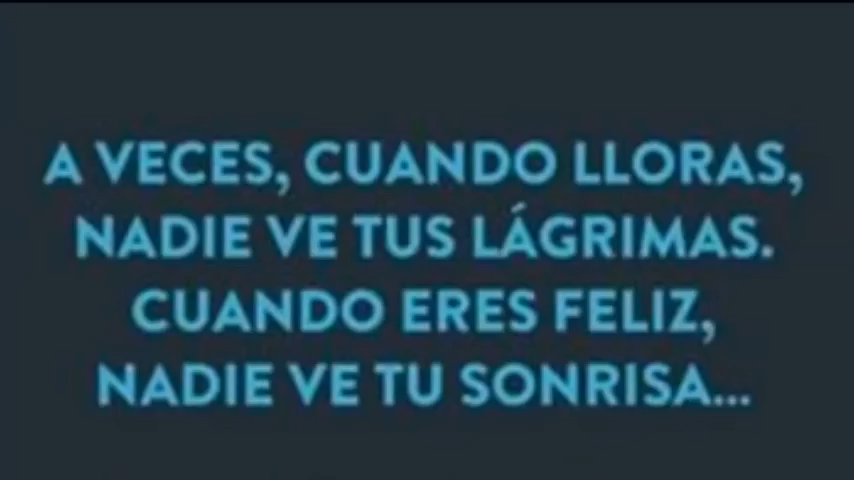 A VECES, CUANDO LLORAS,
NADIE VE TUS LÁGRIMAS.
CUANDO ERES FELIZ,
NADIE VE TU SONRISA...